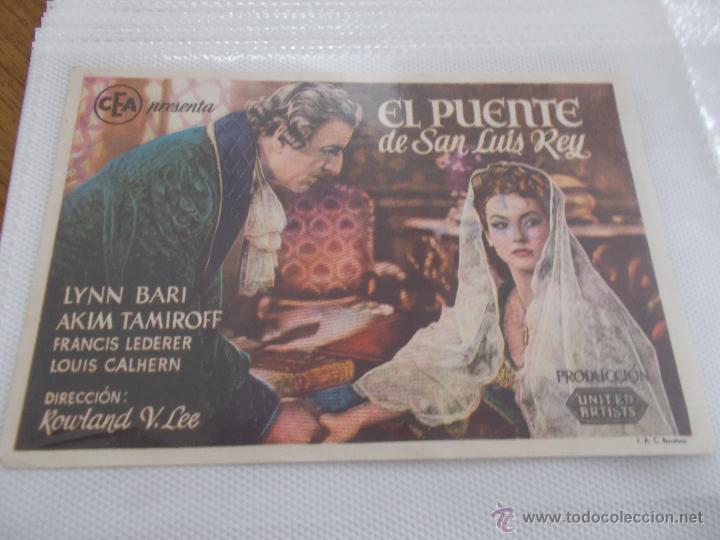 CEA presenta
EL PUENTE
de San Luis Rey
LYNN BARI
AKIM TAMIROFF
FRANCIS LEDERER
LOUIS CALHERN
DIRECCIÓN:
Rowland V. Lee
PRODUCCIÓN
UNITED
ARTISTS
I. A. C. Barcelona
© www.todocoleccion.net